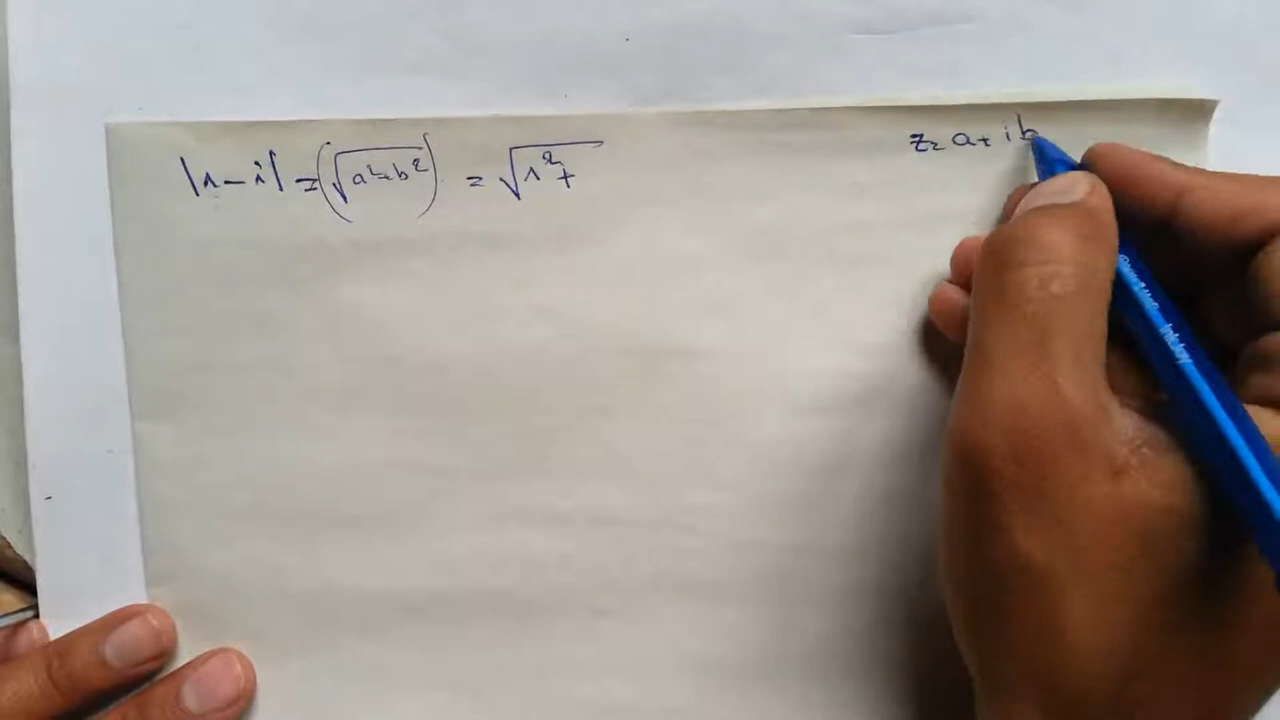 |1-i| = (√a²+b²) = √1²+
z = a + ib